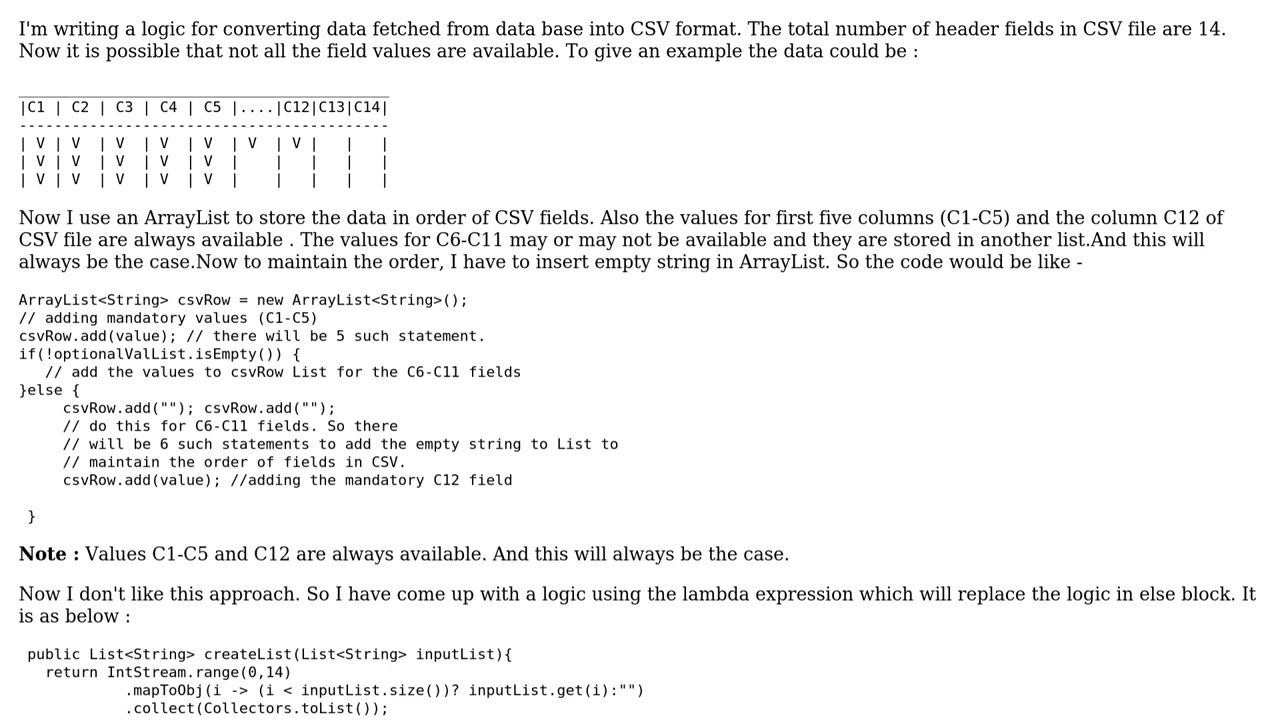 I'm writing a logic for converting data fetched from data base into CSV format. The total number of header fields in CSV file are 14.
Now it is possible that not all the field values are available. To give an example the data could be :
__________________________________________
|C1 | C2 | C3 | C4 | C5 |....|C12|C13|C14|
------------------------------------------
| V | V  | V  | V  | V  | V  | V |   |   |
| V | V  | V  | V  | V  |    |   |   |   |
| V | V  | V  | V  | V  |    |   |   |   |
Now I use an ArrayList to store the data in order of CSV fields. Also the values for first five columns (C1-C5) and the column C12 of
CSV file are always available . The values for C6-C11 may or may not be available and they are stored in another list.And this will
always be the case.Now to maintain the order, I have to insert empty string in ArrayList. So the code would be like -
ArrayList<String> csvRow = new ArrayList<String>();
// adding mandatory values (C1-C5)
csvRow.add(value); // there will be 5 such statement.
if(!optionalValList.isEmpty()) {
   // add the values to csvRow List for the C6-C11 fields
}else {
     csvRow.add(""); csvRow.add("");
     // do this for C6-C11 fields. So there
     // will be 6 such statements to add the empty string to List to
     // maintain the order of fields in CSV.
     csvRow.add(value); //adding the mandatory C12 field
 }
Note : Values C1-C5 and C12 are always available. And this will always be the case.
Now I don't like this approach. So I have come up with a logic using the lambda expression which will replace the logic in else block. It
is as below :
 public List<String> createList(List<String> inputList){
   return IntStream.range(0,14)
            .mapToObj(i -> (i < inputList.size())? inputList.get(i):"")
            .collect(Collectors.toList());